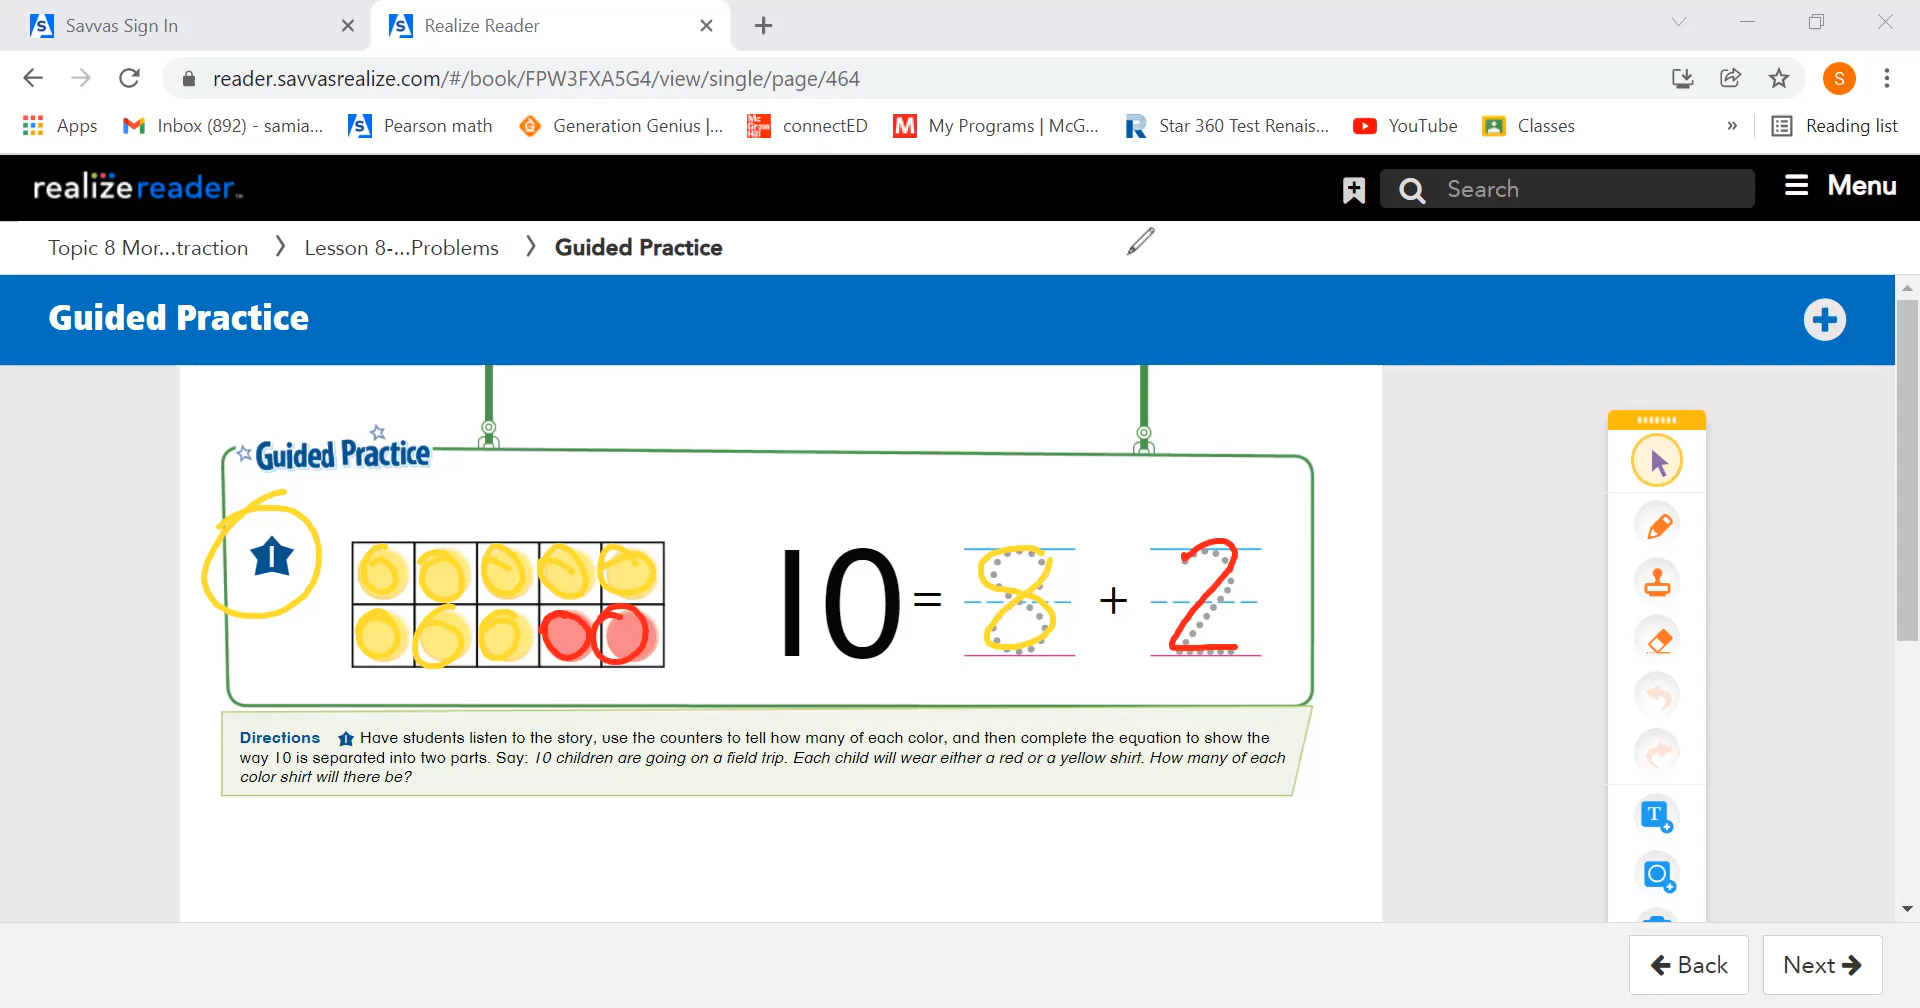 Savvas Sign In
Realize Reader
reader.savvasrealize.com/#/book/FPW3FXA5G4/view/single/page/464
S
Apps
Inbox (892) - samia...
Pearson math
Generation Genius |...
connectED
My Programs | McG...
Star 360 Test Renais...
YouTube
Classes
»
Reading list
realizereader™
Search
Menu
Topic 8 Mor...traction > Lesson 8-...Problems > Guided Practice
Guided Practice
Guided Practice
1
10 = 8 + 2
Directions 1 Have students listen to the story, use the counters to tell how many of each color, and then complete the equation to show the
way 10 is separated into two parts. Say: 10 children are going on a field trip. Each child will wear either a red or a yellow shirt. How many of each
color shirt will there be?
T
Back
Next